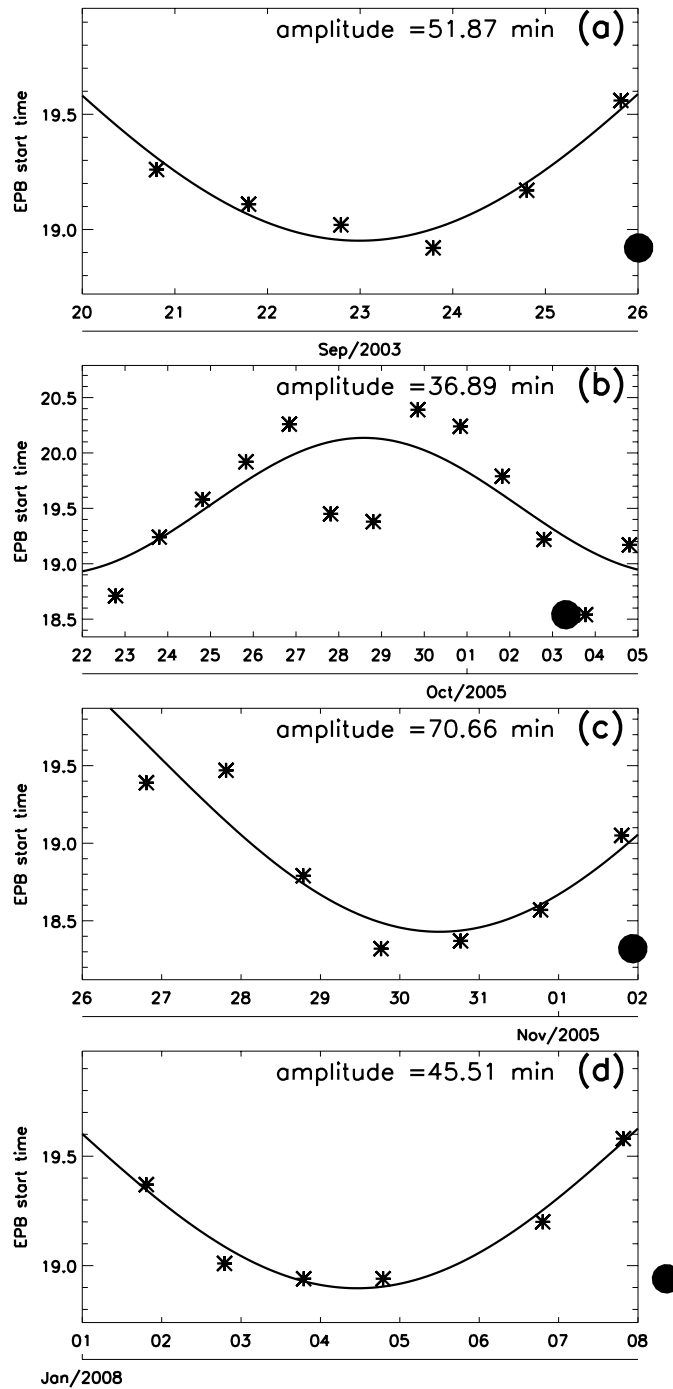 amplitude =51.87 min (a)
19.5
19.0
EPB start time
20 21 22 23 24 25 26
Sep/2003
amplitude =36.89 min (b)
20.5
20.0
19.5
19.0
18.5
EPB start time
22 23 24 25 26 27 28 29 30 01 02 03 04 05
Oct/2005
amplitude =70.66 min (c)
19.5
19.0
18.5
EPB start time
26 27 28 29 30 31 01 02
Nov/2005
amplitude =45.51 min (d)
19.5
19.0
EPB start time
01 02 03 04 05 06 07 08
Jan/2008